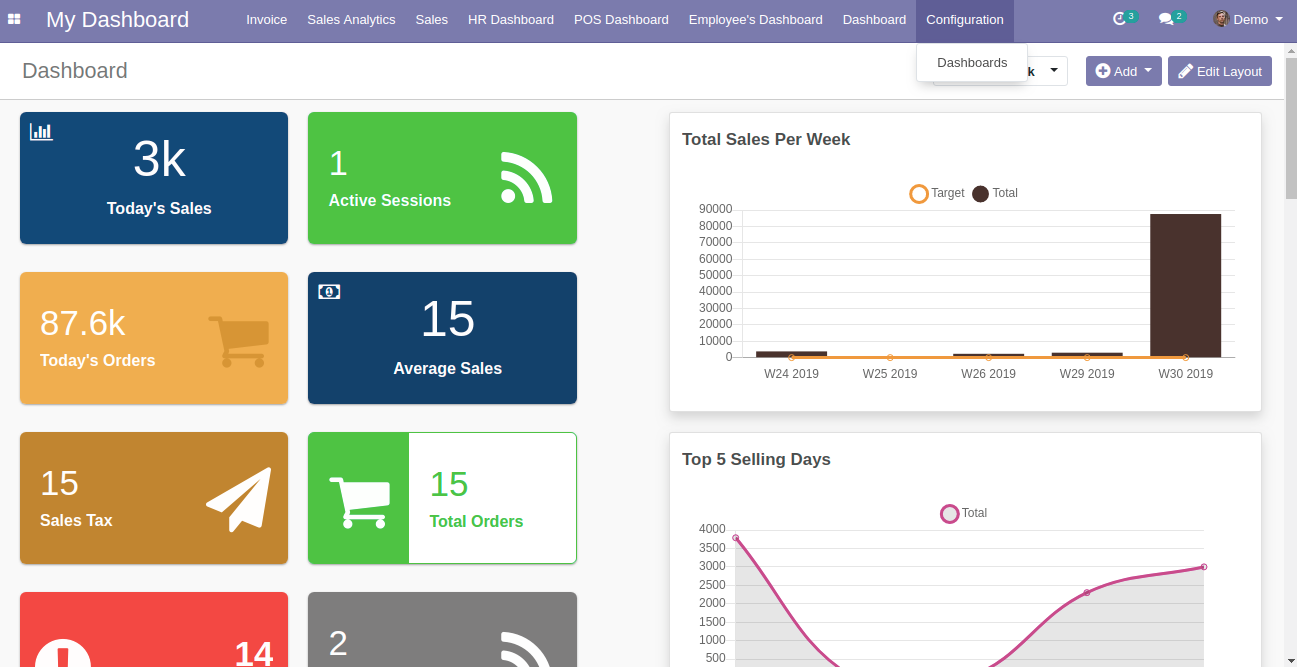 My Dashboard
Invoice
Sales Analytics
Sales
HR Dashboard
POS Dashboard
Employee's Dashboard
Dashboard
Configuration
3
2
Demo
Dashboard
Dashboards
k
Add
Edit Layout
3k
Today's Sales
1
Active Sessions
87.6k
Today's Orders
15
Average Sales
15
Sales Tax
15
Total Orders
14
2
Total Sales Per Week
Target
Total
90000
80000
70000
60000
50000
40000
30000
20000
10000
0
W24 2019
W25 2019
W26 2019
W29 2019
W30 2019
Top 5 Selling Days
Total
4000
3500
3000
2500
2000
1500
1000
500